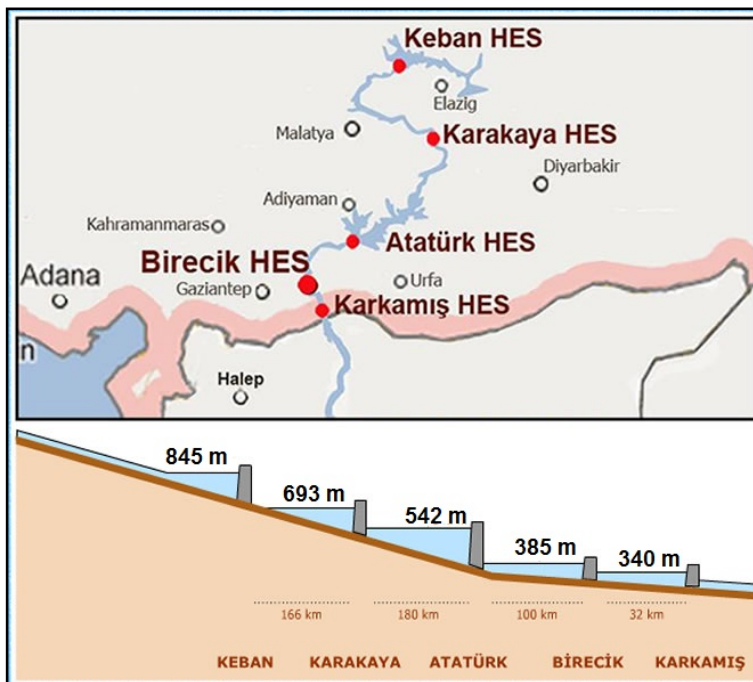 Keban HES
Elazig
Malatya
Karakaya HES
Diyarbakir
Adiyaman
Kahramanmaras
Atatürk HES
Birecik HES
Adana
Gaziantep
Urfa
Karkamış HES
n
Halep
845 m
693 m
542 m
385 m
340 m
166 km
180 km
100 km
32 km
KEBAN
KARAKAYA
ATATÜRK
BİRECİK
KARKAMIŞ